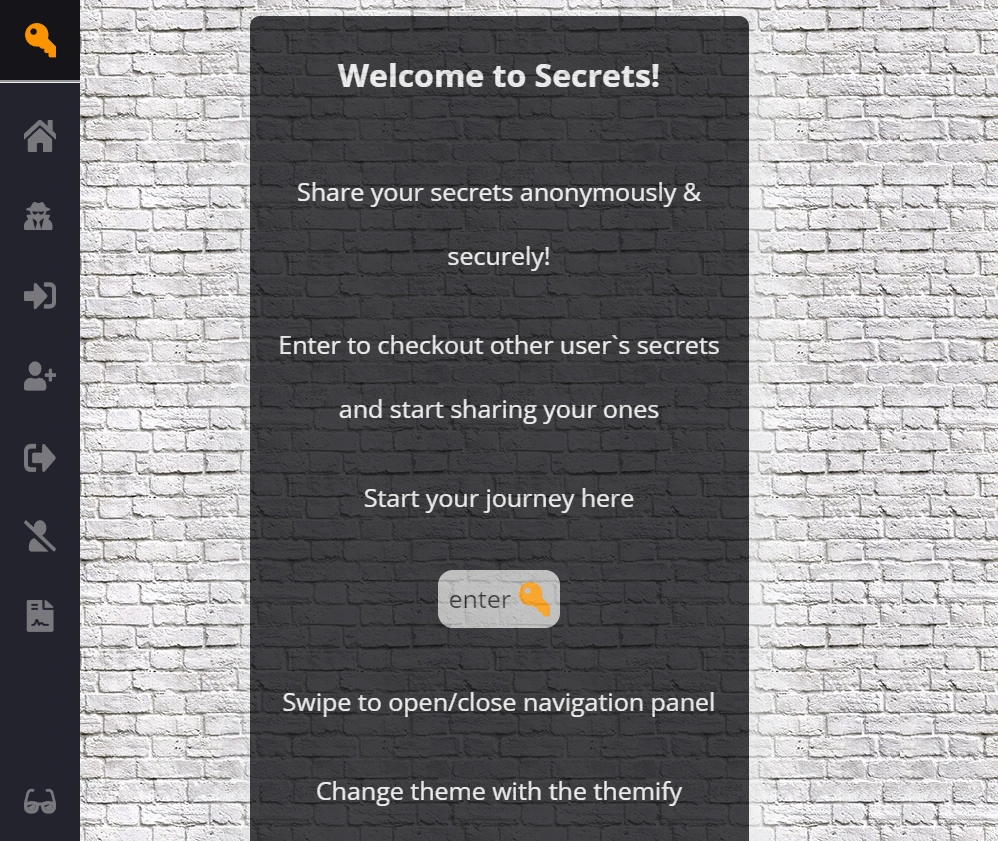 Welcome to Secrets!
Share your secrets anonymously &
securely!
Enter to checkout other user`s secrets
and start sharing your ones
Start your journey here
enter
Swipe to open/close navigation panel
Change theme with the themify